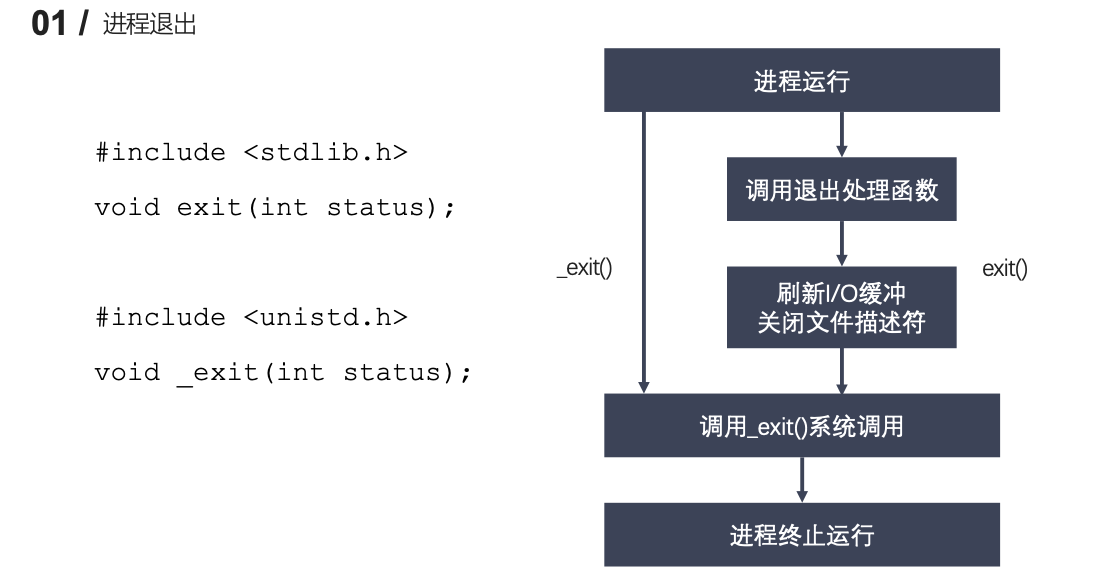 01 / 进程退出
#include <stdlib.h>
void exit(int status);
#include <unistd.h>
void _exit(int status);
进程运行
调用退出处理函数
_exit()
exit()
刷新I/O缓冲
关闭文件描述符
调用_exit()系统调用
进程终止运行